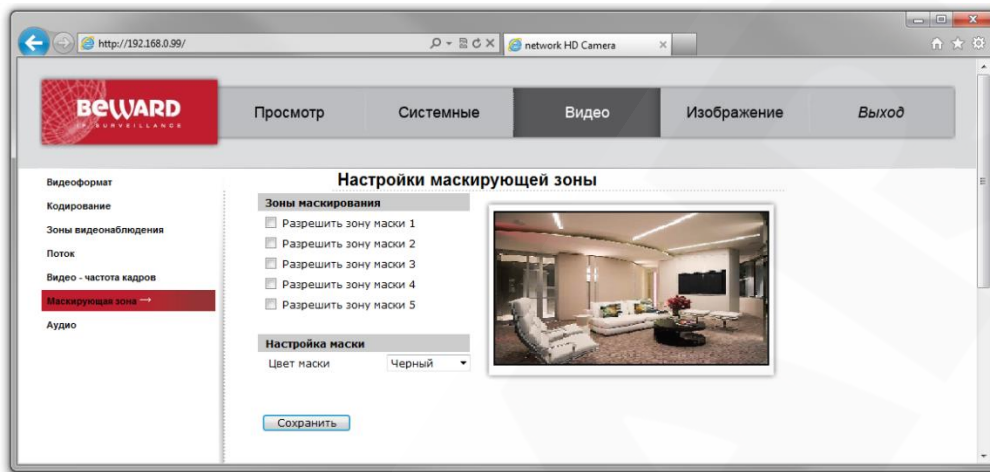 http://192.168.0.99/
network HD Camera
BEWARD
IP SURVEILLANCE
Просмотр
Системные
Видео
Изображение
Выход
Видеоформат
Кодирование
Зоны видеонаблюдения
Поток
Видео - частота кадров
Маскирующая зона →
Аудио
Настройки маскирующей зоны
Зоны маскирования
Разрешить зону маски 1
Разрешить зону маски 2
Разрешить зону маски 3
Разрешить зону маски 4
Разрешить зону маски 5
Настройка маски
Цвет маски
Черный
Сохранить